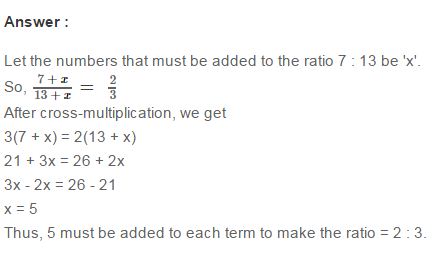 Answer :
Let the numbers that must be added to the ratio 7 : 13 be 'x'.
So, \frac{7+x}{13+x} = \frac{2}{3}
After cross-multiplication, we get
3(7 + x) = 2(13 + x)
21 + 3x = 26 + 2x
3x - 2x = 26 - 21
x = 5
Thus, 5 must be added to each term to make the ratio = 2 : 3.